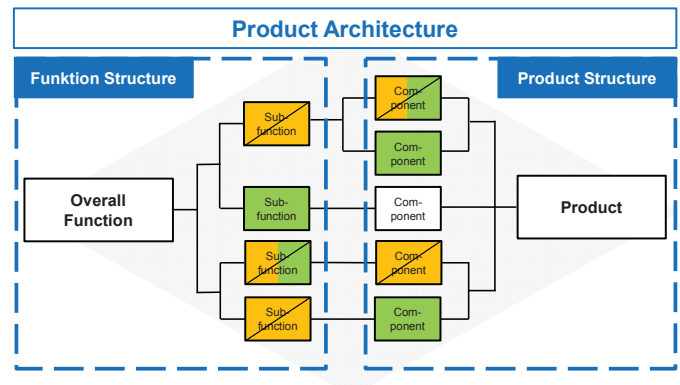 Product Architecture
Funktion Structure
Product Structure
Sub-
function
Com-
ponent
Com-
ponent
Overall
Function
Sub-
function
Com-
ponent
Product
Sub-
function
Com-
ponent
Sub-
function
Com-
ponent